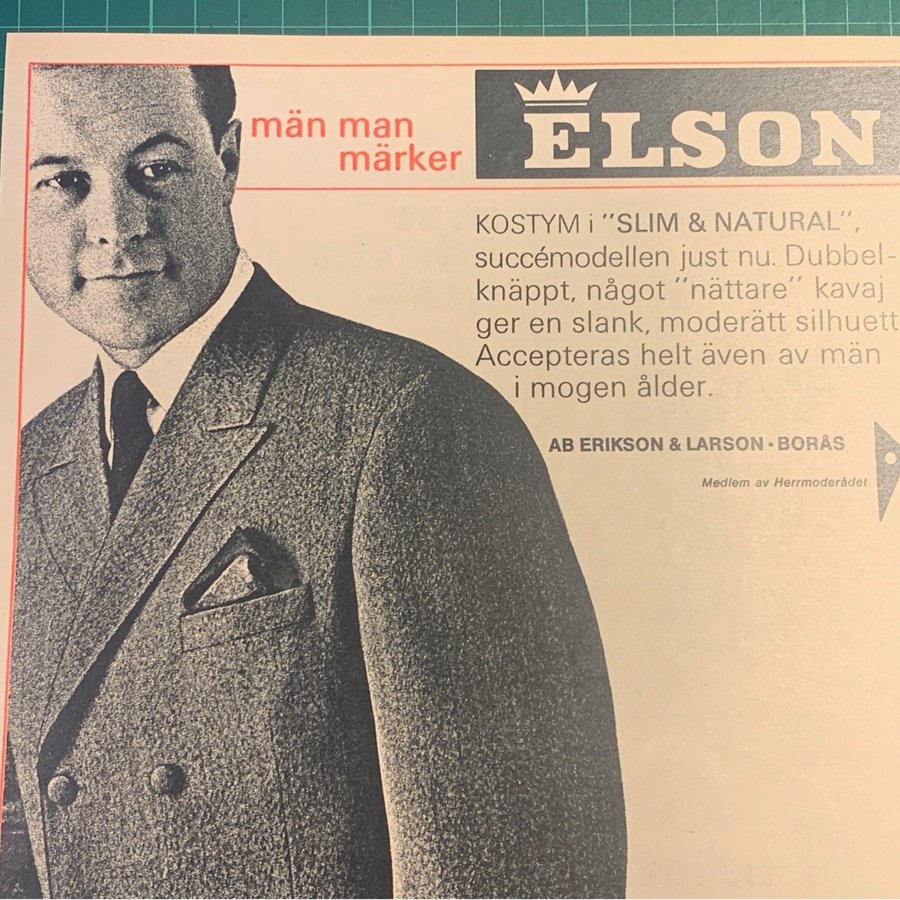 män man
märker
ELSON
KOSTYM i "SLIM & NATURAL",
succémodellen just nu. Dubbel-
knäppt, något "nättare" kavaj
ger en slank, moderätt silhuett
Accepteras helt även av män
i mogen ålder.
AB ERIKSON & LARSON · BORÅS
Medlem av Herrmoderådet